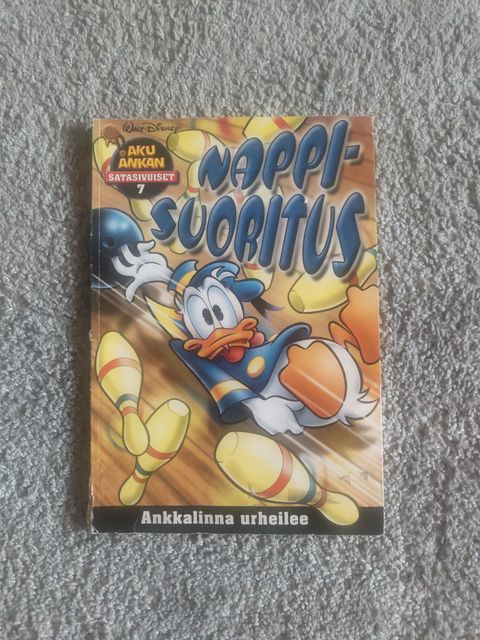 Walt Disney
AKU
ANKAN
SATASIVUISET
7
NAPPI-
SUORITUS
Ankkalinna urheilee